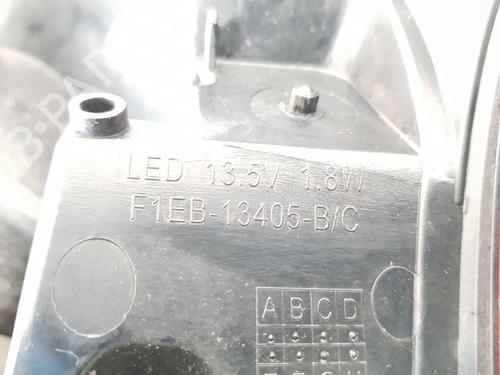 LED 13,5V 1.8W
F1EB-13405-B/C
A B C D